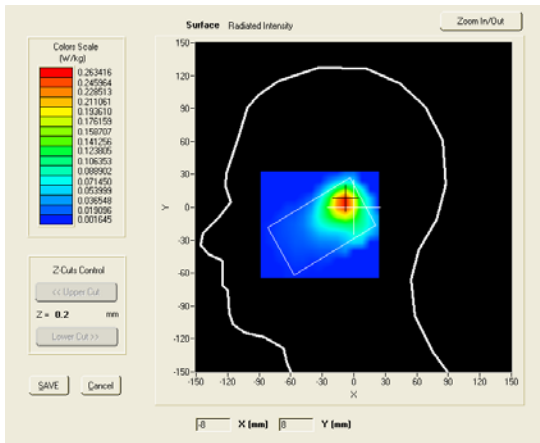 Surface Radiated Intensity
Zoom In/Out
Colors Scale
(W/kg)
0.263416
0.245964
0.228513
0.211061
0.193610
0.176159
0.158707
0.141256
0.123805
0.106353
0.088902
0.071450
0.053999
0.036548
0.019096
0.001645
Z-Cuts Control
<< Upper Cut
Z = 0.2 mm
Lower Cut >>
SAVE Cancel
150
120
90
60
30
0
-30
-60
-90
-120
-150
Y
-150 -120 -90 -60 -30 0 30 60 90 120 150
X
-8 X (mm) 8 Y (mm)